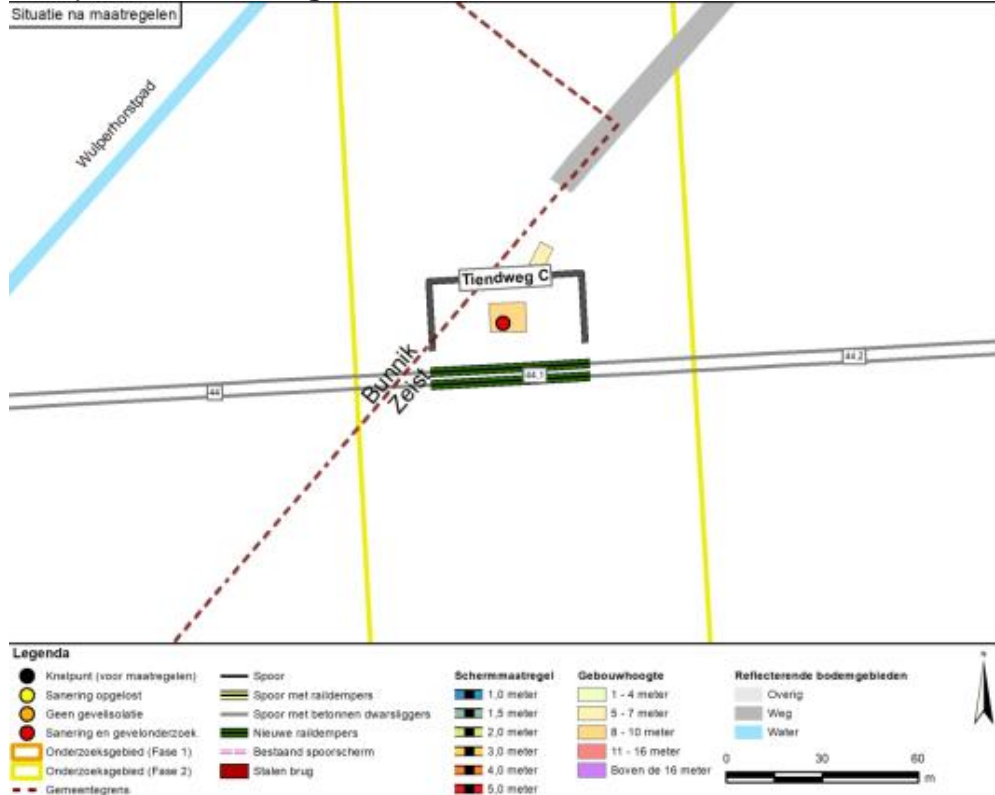 Situatie na maatregelen
Wulperhorstpad
Tiendweg C
Bunnik
Zeist
44
44,1
44,2
Legenda
Knelpunt (voor maatregelen)
Sanering opgelost
Geen gevelisolatie
Sanering en gevelonderzoek
Onderzoeksgebied (Fase 1)
Onderzoeksgebied (Fase 2)
Gemeentegrens
Spoor
Spoor met raildempers
Spoor met betonnen dwarsliggers
Nieuwe raildempers
Bestaand spoorscherm
Stalen brug
Schermmaatregel
1,0 meter
1,5 meter
2,0 meter
3,0 meter
4,0 meter
5,0 meter
Gebouwhoogte
1 - 4 meter
5 - 7 meter
8 - 10 meter
11 - 16 meter
Boven de 16 meter
Reflecterende bodemgebieden
Overig
Weg
Water
0 30 60
m